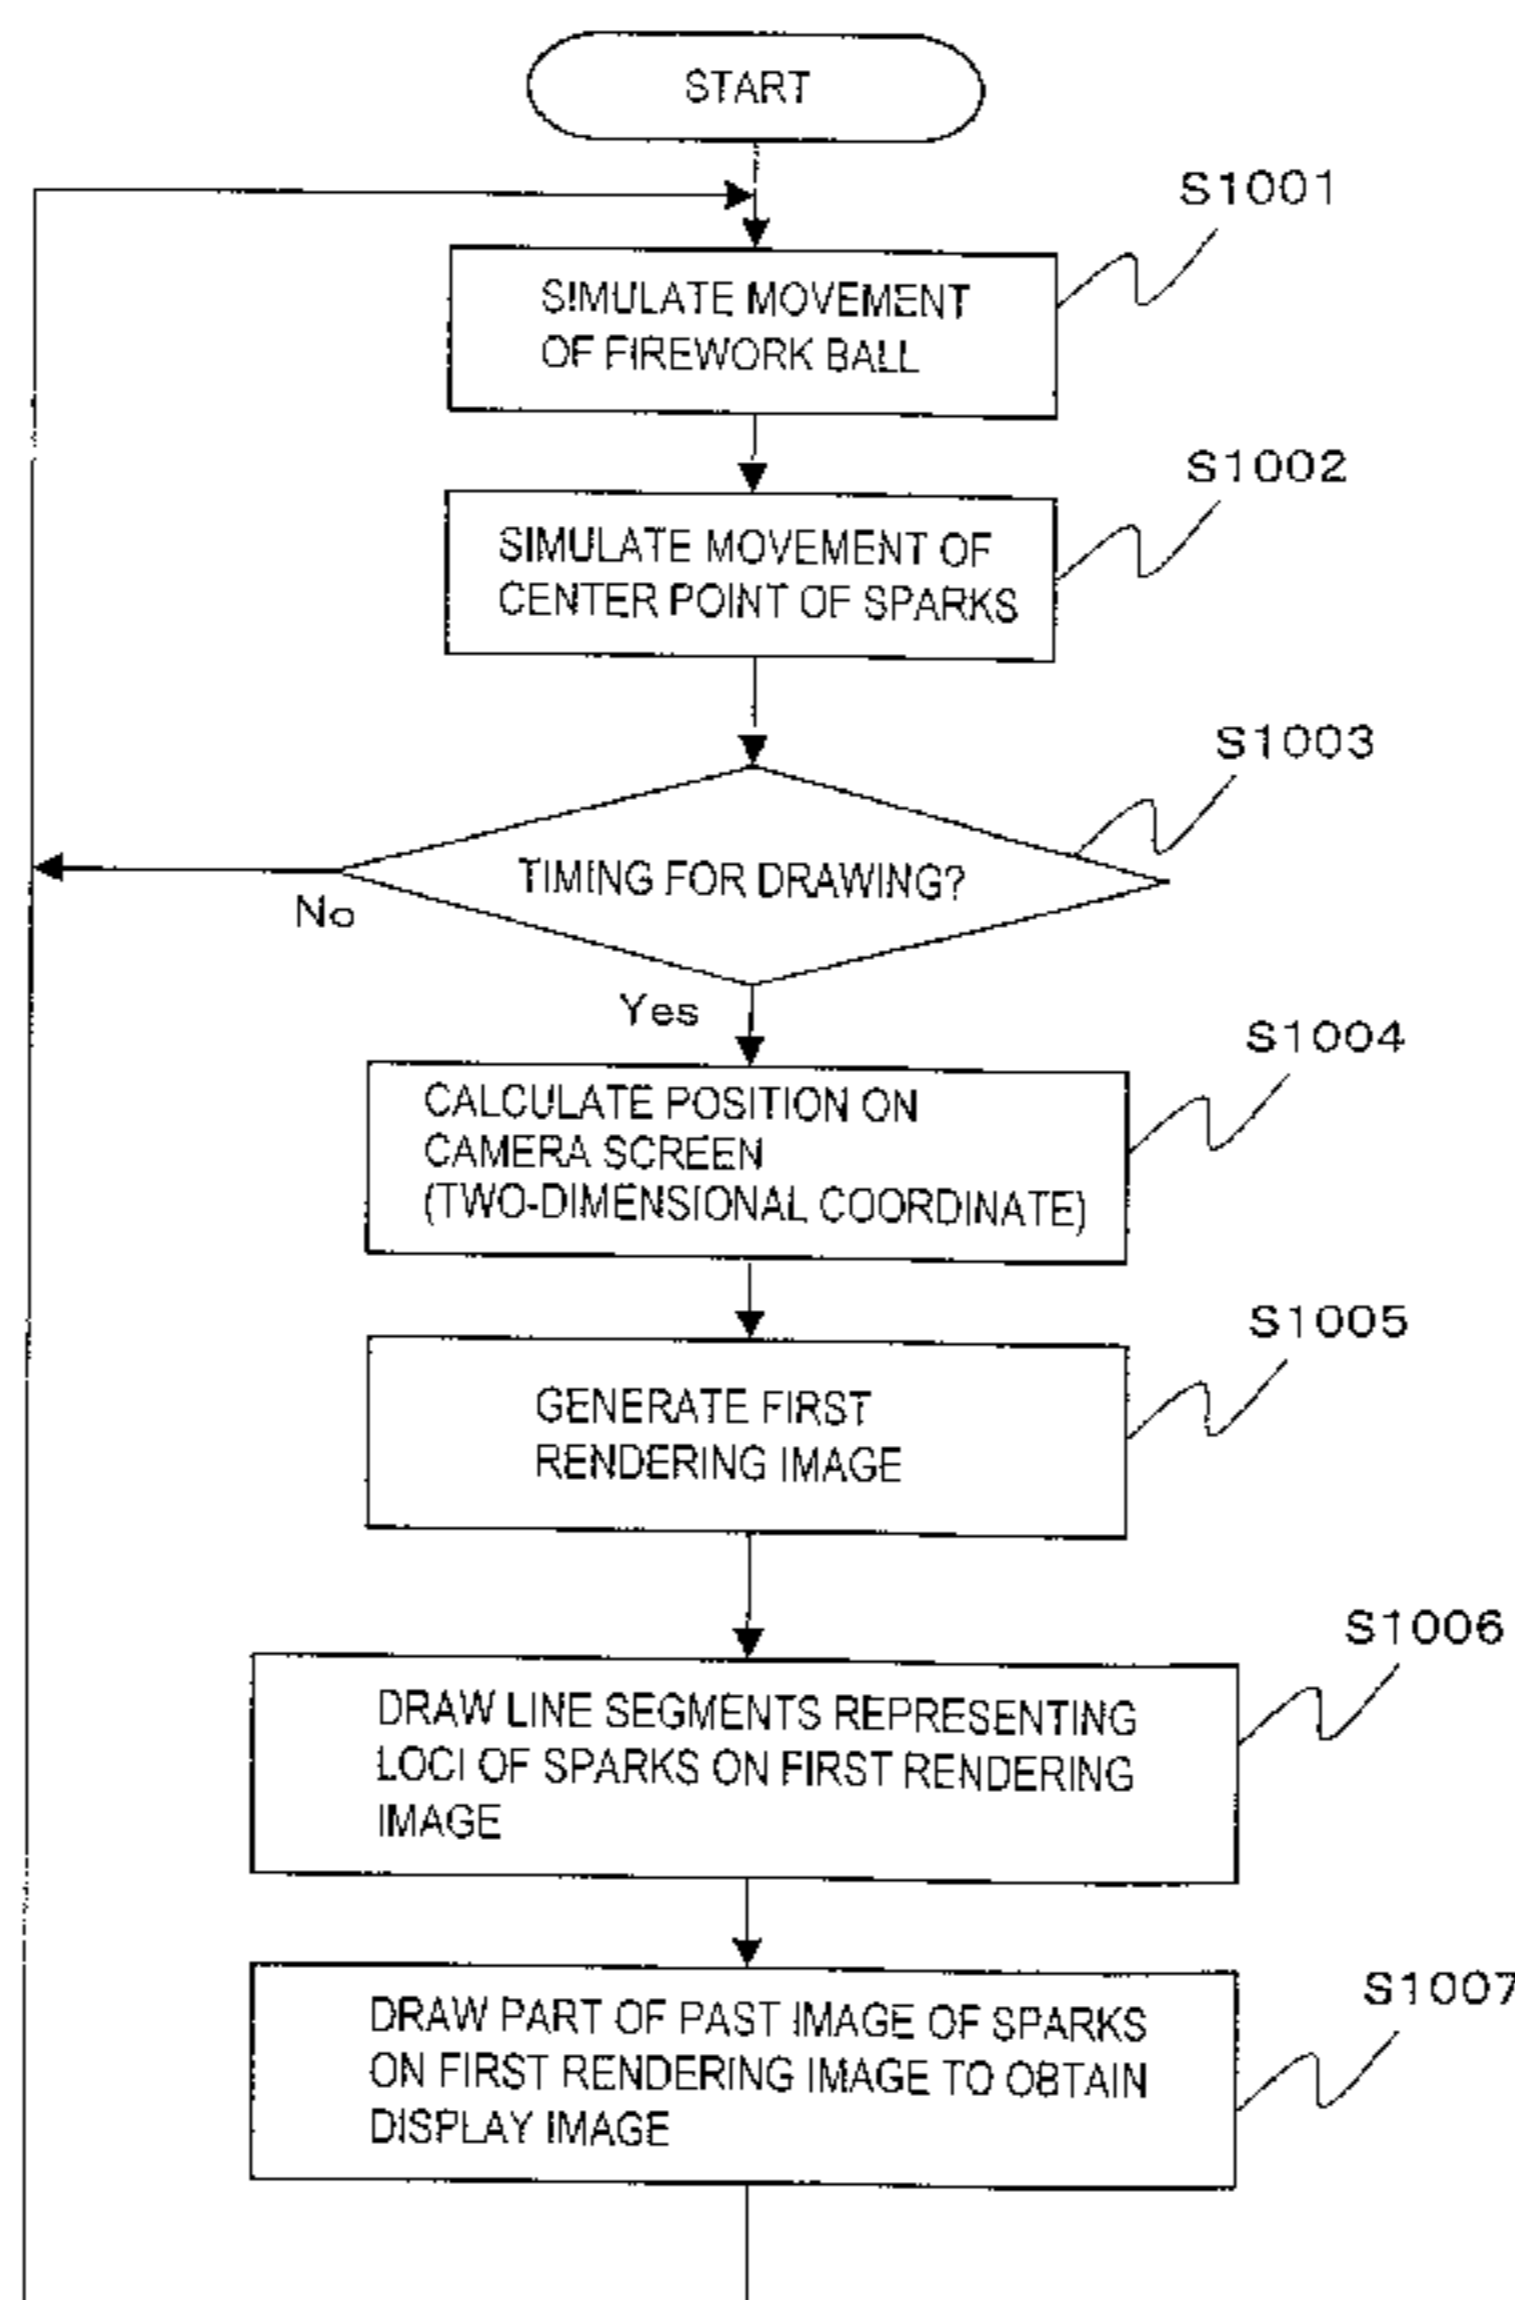 START
S1001
SIMULATE MOVEMENT
OF FIREWORK BALL
S1002
SIMULATE MOVEMENT OF
CENTER POINT OF SPARKS
S1003
TIMING FOR DRAWING?
No
Yes
S1004
CALCULATE POSITION ON
CAMERA SCREEN
(TWO-DIMENSIONAL COORDINATE)
S1005
GENERATE FIRST
RENDERING IMAGE
S1006
DRAW LINE SEGMENTS REPRESENTING
LOCI OF SPARKS ON FIRST RENDERING
IMAGE
S1007
DRAW PART OF PAST IMAGE OF SPARKS
ON FIRST RENDERING IMAGE TO OBTAIN
DISPLAY IMAGE